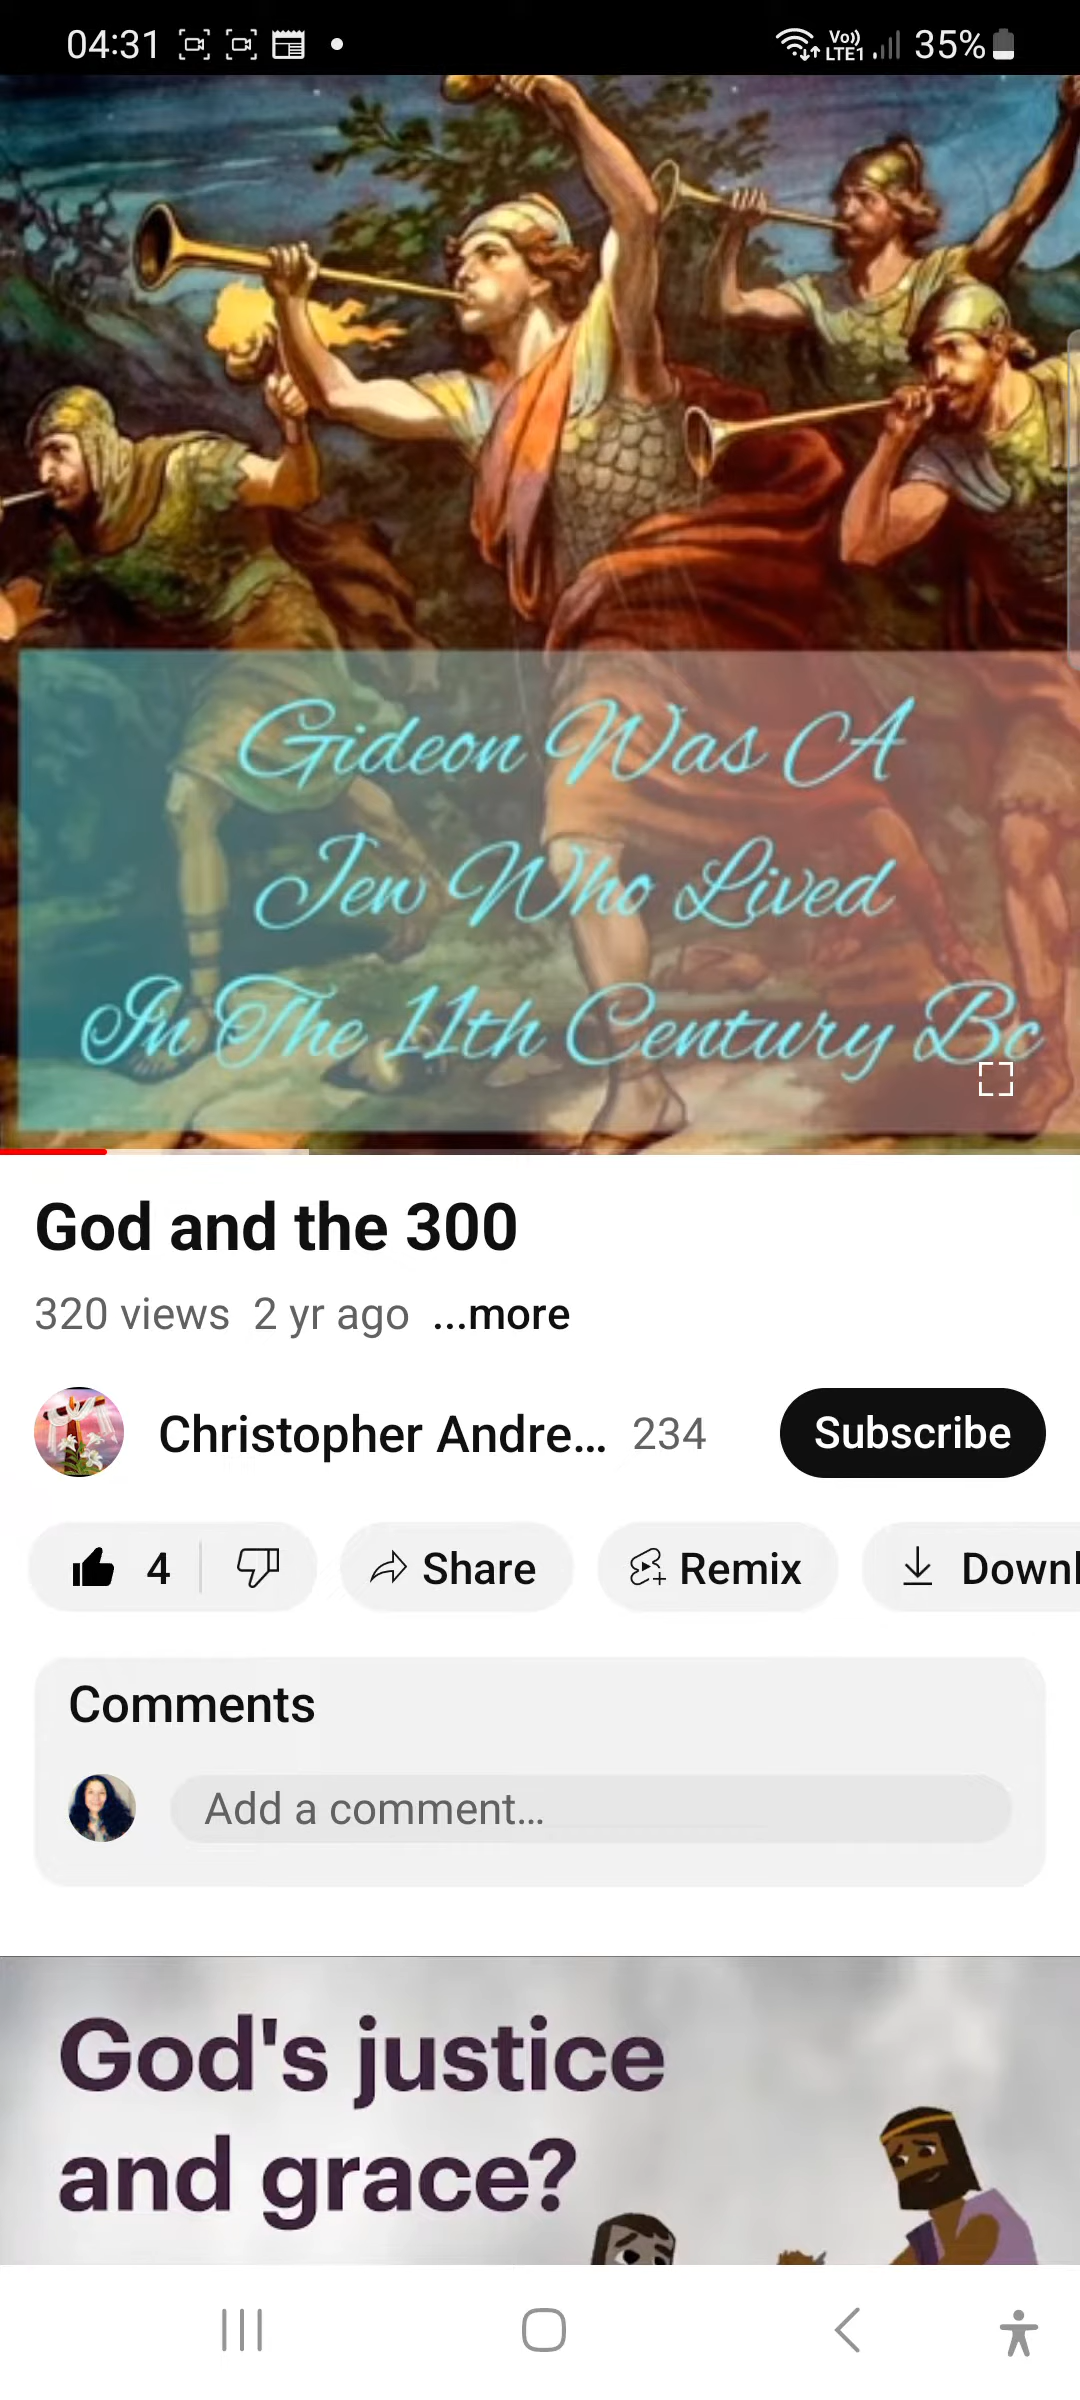 04:31
Vo))
LTE1
35%
Gideon Was A
Jew Who Lived
In The 11th Century Bc
God and the 300
320 views 2 yr ago ...more
Christopher Andre... 234 Subscribe
4 Share Remix Downl
Comments
Add a comment...
God's justice
and grace?